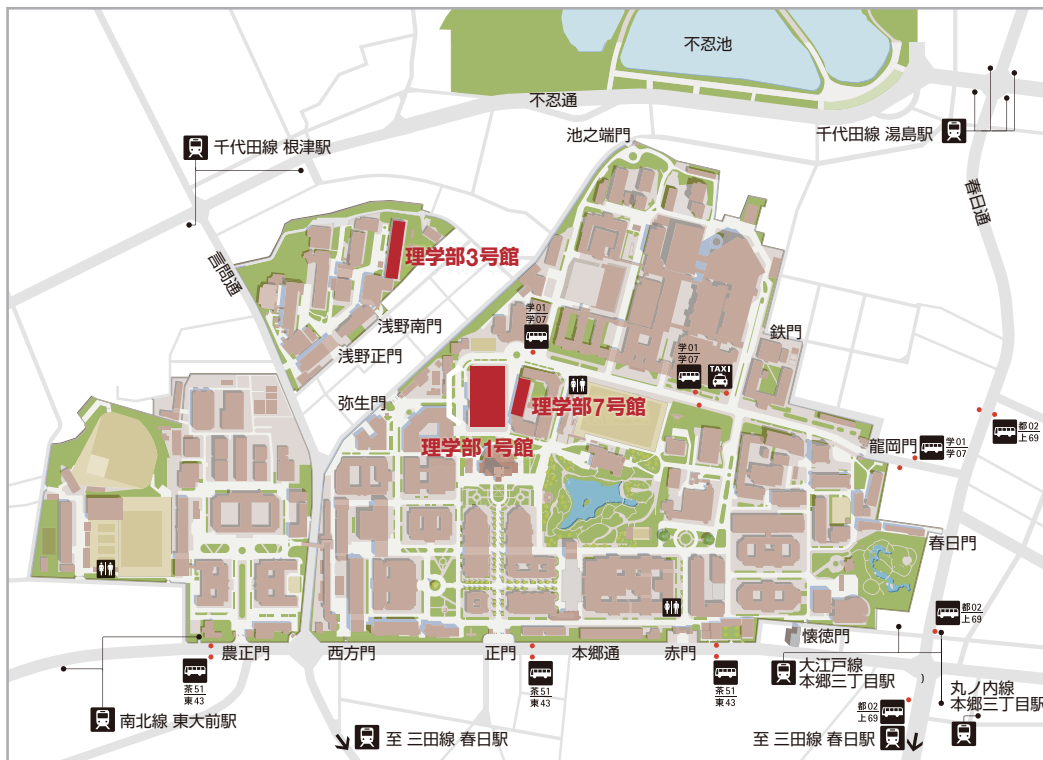 不忍池
不忍通
池之端門
千代田線 湯島駅
千代田線 根津駅
春日通
言問通
理学部3号館
浅野南門
浅野正門
学01
学07
学01
学07
TAXI
鉄門
弥生門
理学部7号館
理学部1号館
都02
上69
龍岡門
学01
学07
春日門
都02
上69
懐徳門
農正門
西方門
正門
本郷通
赤門
大江戸線
本郷三丁目駅
)
丸ノ内線
本郷三丁目駅
茶51
東43
茶51
東43
茶51
東43
都02
上69
南北線 東大前駅
至 三田線 春日駅
至 三田線 春日駅